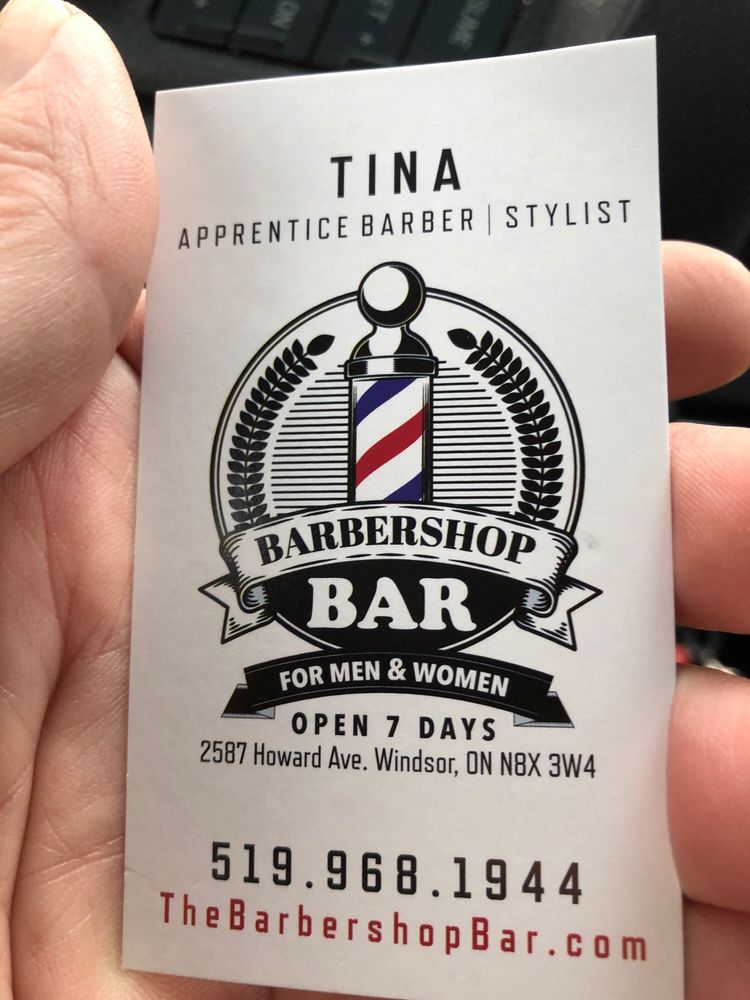 TINA
APPRENTICE BARBER | STYLIST
BARBERSHOP
BAR
FOR MEN & WOMEN
OPEN 7 DAYS
2587 Howard Ave. Windsor, ON N8X 3W4
519.968.1944
TheBarbershopBar.com